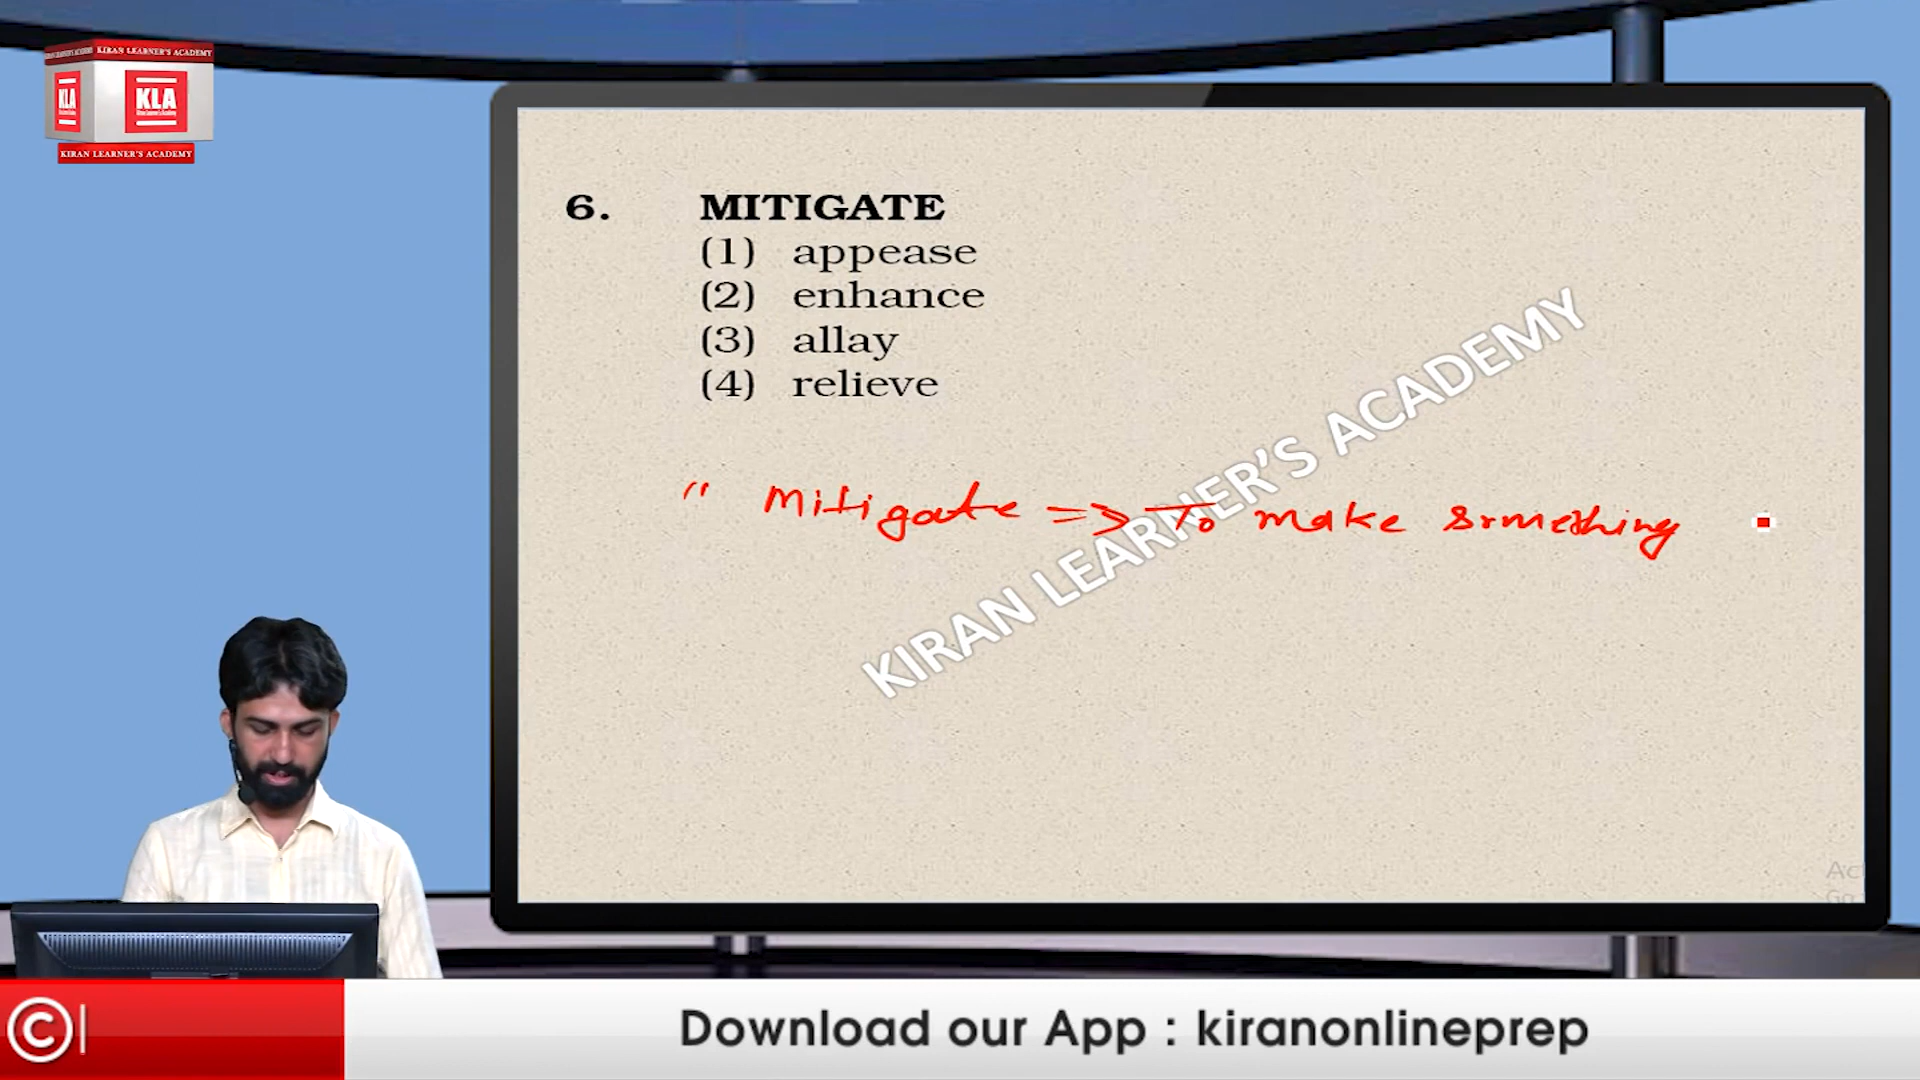 KIRAN LEARNER'S ACADEMY
KLA
KLA
KIRAN LEARNER'S ACADEMY
6. MITIGATE
(1) appease
(2) enhance
(3) allay
(4) relieve
" Mitigate => To make something
KIRAN LEARNER'S ACADEMY
Download our App : kiranonlineprep